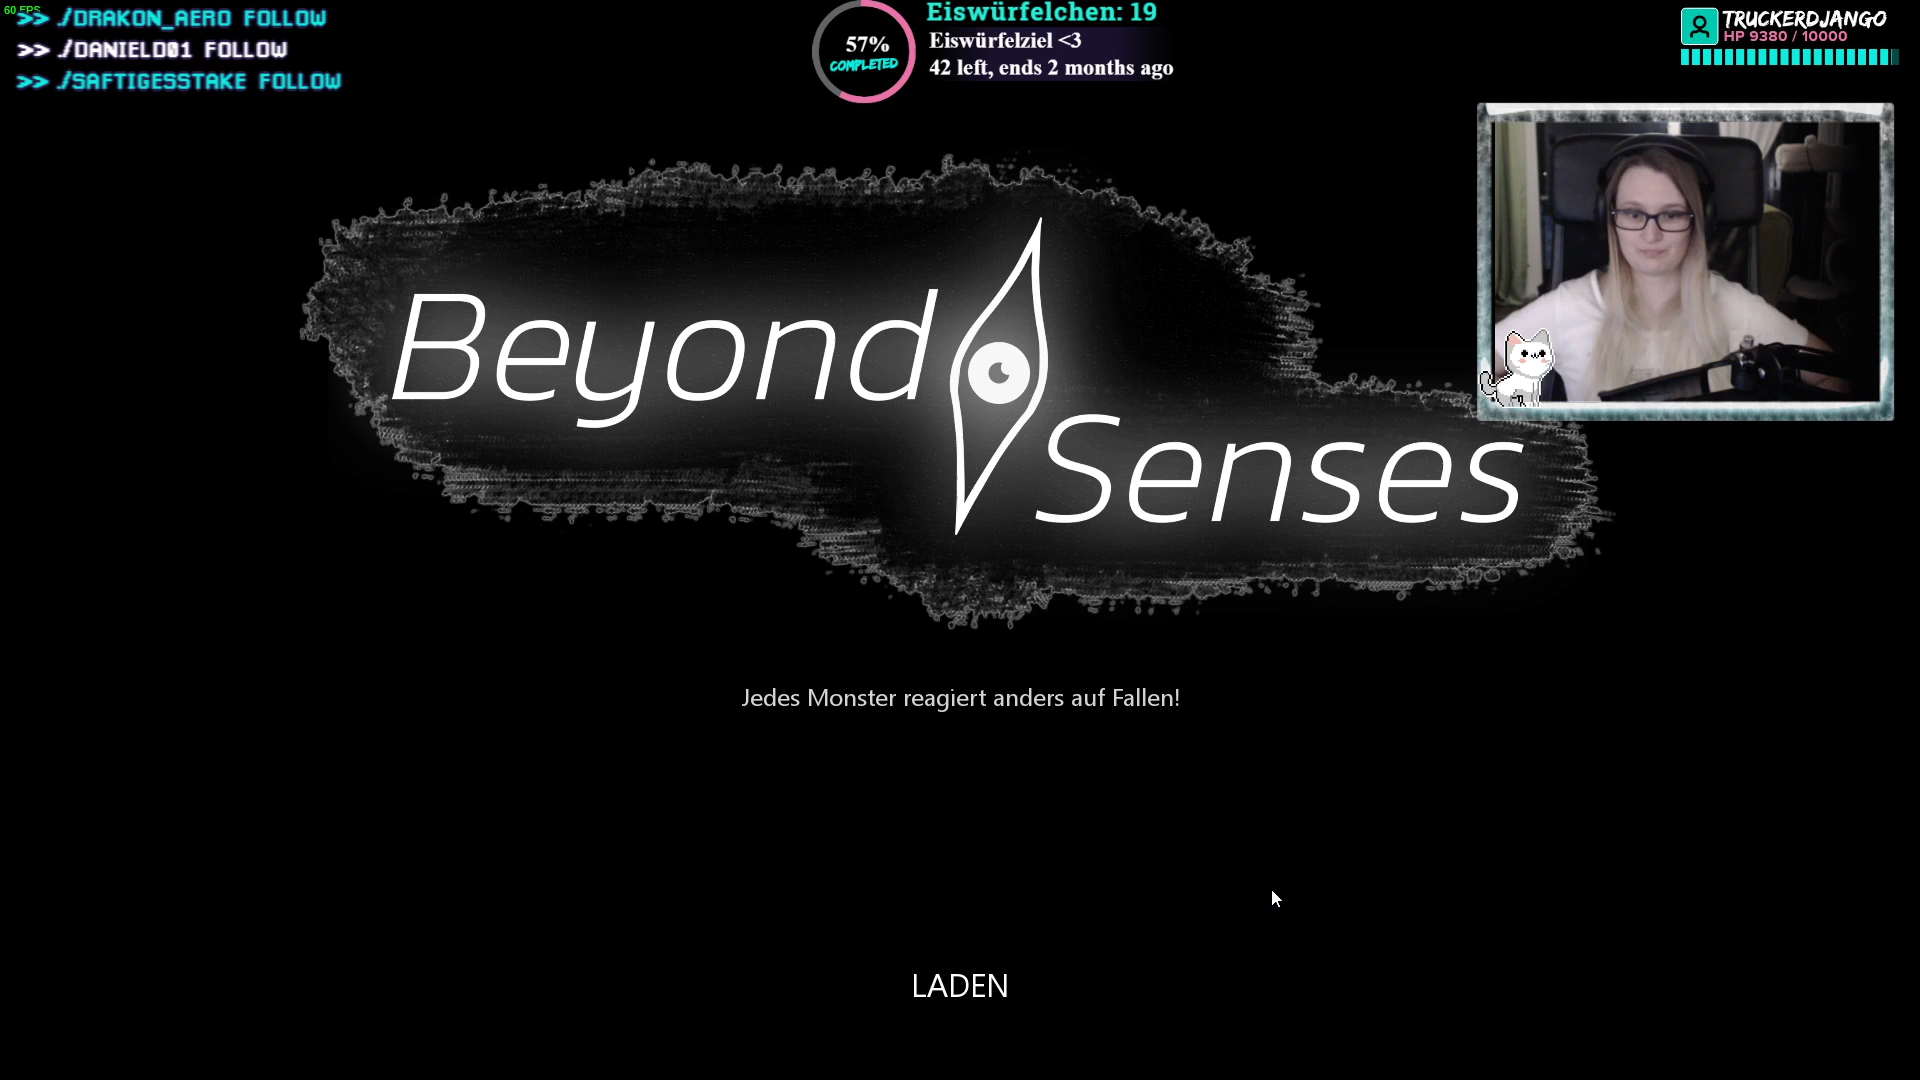 60 FPS
>> ./DRAKON_AERO FOLLOW
>> ./DANIELD01 FOLLOW
>> ./SAFTIGESSTAKE FOLLOW
57%
COMPLETED
Eiswürfelchen: 19
Eiswürfelziel <3
42 left, ends 2 months ago
TRUCKERDJANGO
HP 9380 / 10000
Beyond
Senses
Jedes Monster reagiert anders auf Fallen!
LADEN